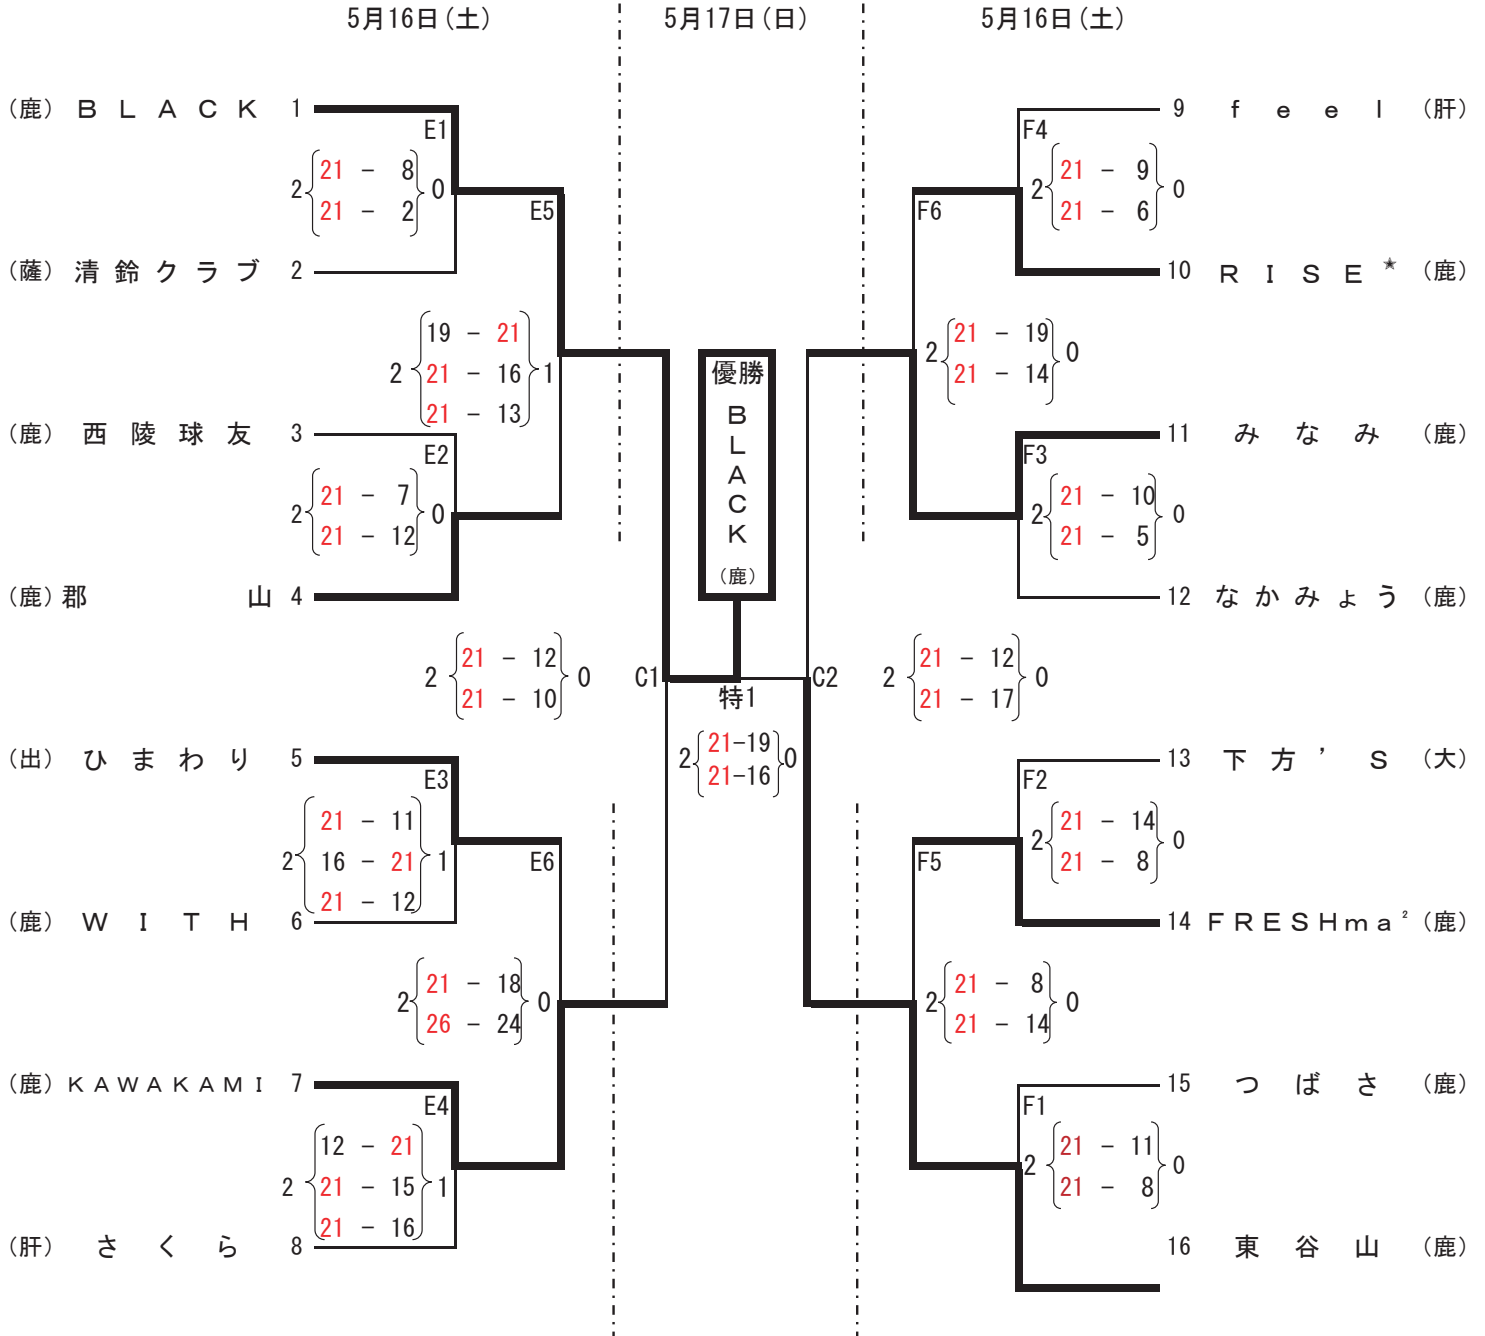 5月16日(土) 5月17日(日) 5月16日(土)
(鹿) BLACK 1
E1
2 21 - 8 0
21 - 2
E5
(薩) 清鈴クラブ 2
19 - 21
2 21 - 16 1
21 - 13
(鹿) 西陵球友 3
E2
2 21 - 7 0
21 - 12
(鹿) 郡山 4
2 21 - 12 0
21 - 10
C1
(出) ひまわり 5
E3
21 - 11
2 16 - 21 1
21 - 12
E6
(鹿) WITH 6
2 21 - 18 0
26 - 24
(鹿) KAWAKAMI 7
E4
12 - 21
2 21 - 15 1
21 - 16
(肝) さくら 8
優勝
BLACK
(鹿)
特1
2 21-19 0
21-16
9 feel (肝)
F4
2 21 - 9 0
21 - 6
F6
10 RISE★ (鹿)
2 21 - 19 0
21 - 14
11 みなみ (鹿)
F3
2 21 - 10 0
21 - 5
12 なかみょう (鹿)
C2
2 21 - 12 0
21 - 17
13 下方’S (大)
F2
2 21 - 14 0
21 - 8
F5
14 FRESHma² (鹿)
2 21 - 8 0
21 - 14
15 つばさ (鹿)
F1
2 21 - 11 0
21 - 8
16 東谷山 (鹿)